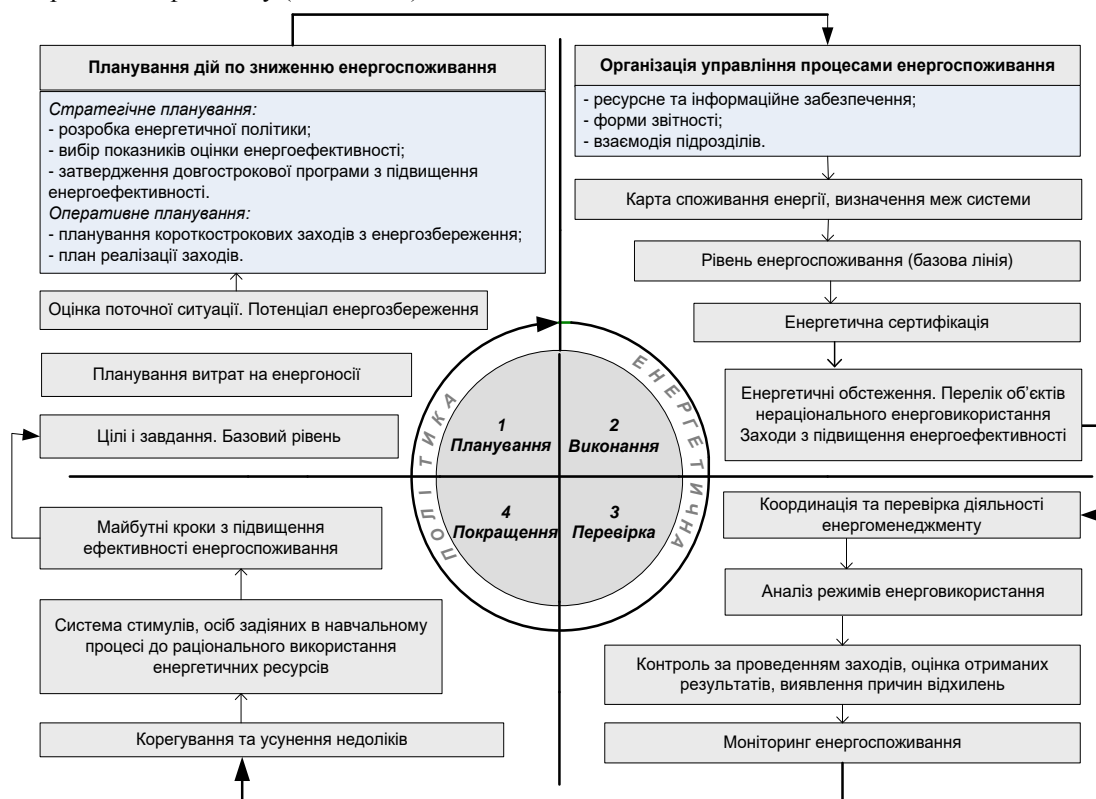 Планування дій по зниженню енергоспоживання
Стратегічне планування:
- розробка енергетичної політики;
- вибір показників оцінки енергоефективності;
- затвердження довгострокової програми з підвищення
енергоефективності.
Оперативне планування:
- планування короткострокових заходів з енергозбереження;
- план реалізації заходів.
Оцінка поточної ситуації. Потенціал енергозбереження
Планування витрат на енергоносії
Цілі і завдання. Базовий рівень
Організація управління процесами енергоспоживання
- ресурсне та інформаційне забезпечення;
- форми звітності;
- взаємодія підрозділів.
Карта споживання енергії, визначення меж системи
Рівень енергоспоживання (базова лінія)
Енергетична сертифікація
Енергетичні обстеження. Перелік об’єктів
нераціонального енерговикористання
Заходи з підвищення енергоефективності
ЕНЕРГЕТИЧНА
ПОЛІТИКА
1
Планування
2
Виконання
4
Покращення
3
Перевірка
Координація та перевірка діяльності
енергоменеджменту
Аналіз режимів енерговикористання
Контроль за проведенням заходів, оцінка отриманих
результатів, виявлення причин відхилень
Моніторинг енергоспоживання
Майбутні кроки з підвищення
ефективності енергоспоживання
Система стимулів, осіб задіяних в навчальному
процесі до раціонального використання
енергетичних ресурсів
Корегування та усунення недоліків